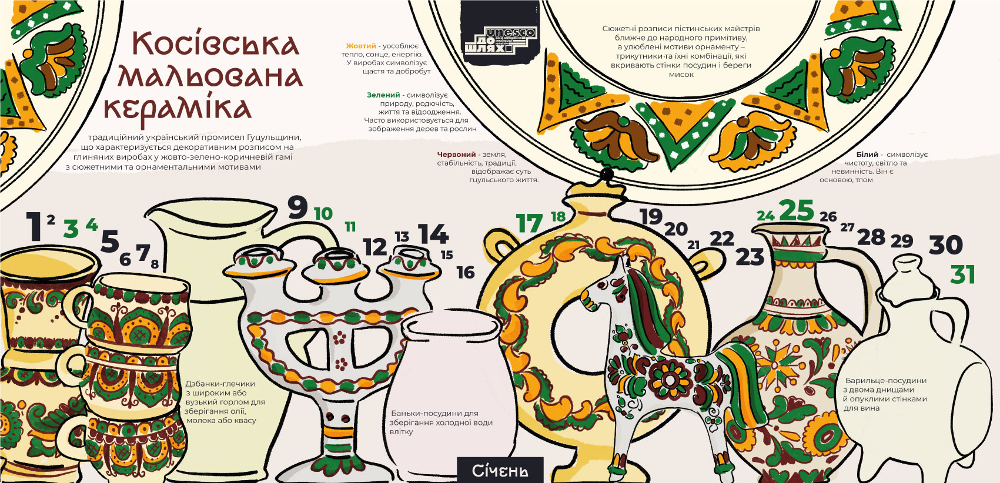 Косівська
мальована
кераміка
традиційний український промисел Гуцульщини,
що характеризується декоративним розписом на
глиняних виробах у жовто-зелено-коричневій гамі
з сюжетними та орнаментальними мотивами
Жовтий - уособлює
тепло, сонце, енергію.
У виробах символізує
щастя та добробут
Зелений - символізує
природу, родючість,
життя та відродження.
Часто використовується для
зображення дерев та рослин
Червоний - земля,
стабільність, традиції,
відображає суть
гцульського життя.
unesco
до
шлях
фонд збереження
української
культури
Сюжетні розписи пістинських майстрів
ближче до народного примітиву,
а улюблені мотиви орнаменту –
трикутники та їхні комбінації, які
вкривають стінки посудин і береги
мисок
Білий - символізує
чистоту, світло та
невинність. Він є
основою, тлом
1 2 3 4 5 6 7 8 9 10 11 12 13 14 15 16 17 18 19 20 21 22 23 24 25 26 27 28 29 30 31
Дзбанки-глечики
з широким або
вузький горлом для
зберігання олії,
молока або квасу
Баньки-посудини для
зберігання холодної води
влітку
Барильце-посудини
з двома днищами
й опуклими стінками
для вина
Січень